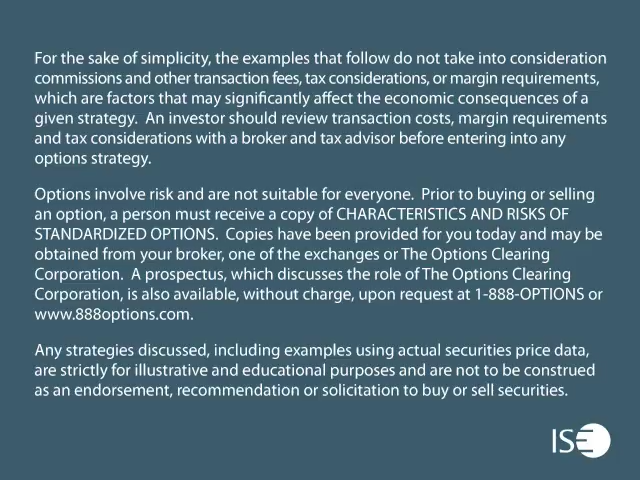 For the sake of simplicity, the examples that follow do not take into consideration
commissions and other transaction fees, tax considerations, or margin requirements,
which are factors that may significantly affect the economic consequences of a
given strategy.  An investor should review transaction costs, margin requirements
and tax considerations with a broker and tax advisor before entering into any
options strategy.
Options involve risk and are not suitable for everyone.  Prior to buying or selling
an option, a person must receive a copy of CHARACTERISTICS AND RISKS OF
STANDARDIZED OPTIONS.  Copies have been provided for you today and may be
obtained from your broker, one of the exchanges or The Options Clearing
Corporation.  A prospectus, which discusses the role of The Options Clearing
Corporation, is also available, without charge, upon request at 1-888-OPTIONS or
www.888options.com.
Any strategies discussed, including examples using actual securities price data,
are strictly for illustrative and educational purposes and are not to be construed
as an endorsement, recommendation or solicitation to buy or sell securities.
ISE